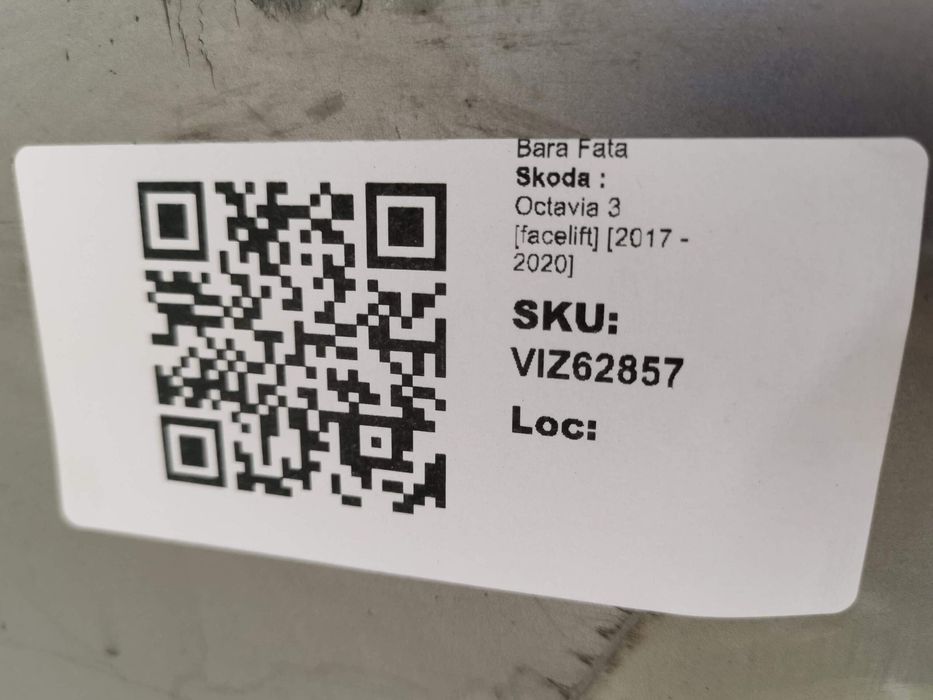 Bara Fata
Skoda :
Octavia 3
[facelift] [2017 -
2020]
SKU:
VIZ62857
Loc: